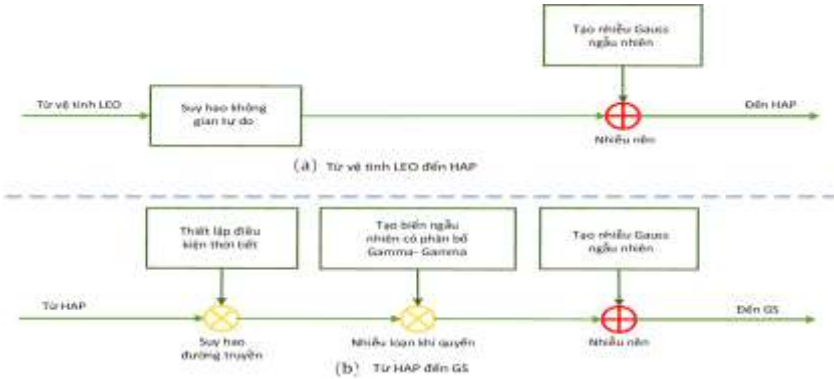 Tạo nhiễu Gauss
ngẫu nhiên
Từ vệ tinh LEO
Suy hao không
gian tự do
Đến HAP
Nhiễu nền
(a) Từ vệ tinh LEO đến HAP
Thiết lập điều
kiện thời tiết
Tạo biến ngẫu
nhiên có phân bố
Gamma- Gamma
Tạo nhiễu Gauss
ngẫu nhiên
Từ HAP
Đến GS
Suy hao
đường truyền
Nhiễu loạn khí quyển
Nhiễu nền
(b) Từ HAP đến GS